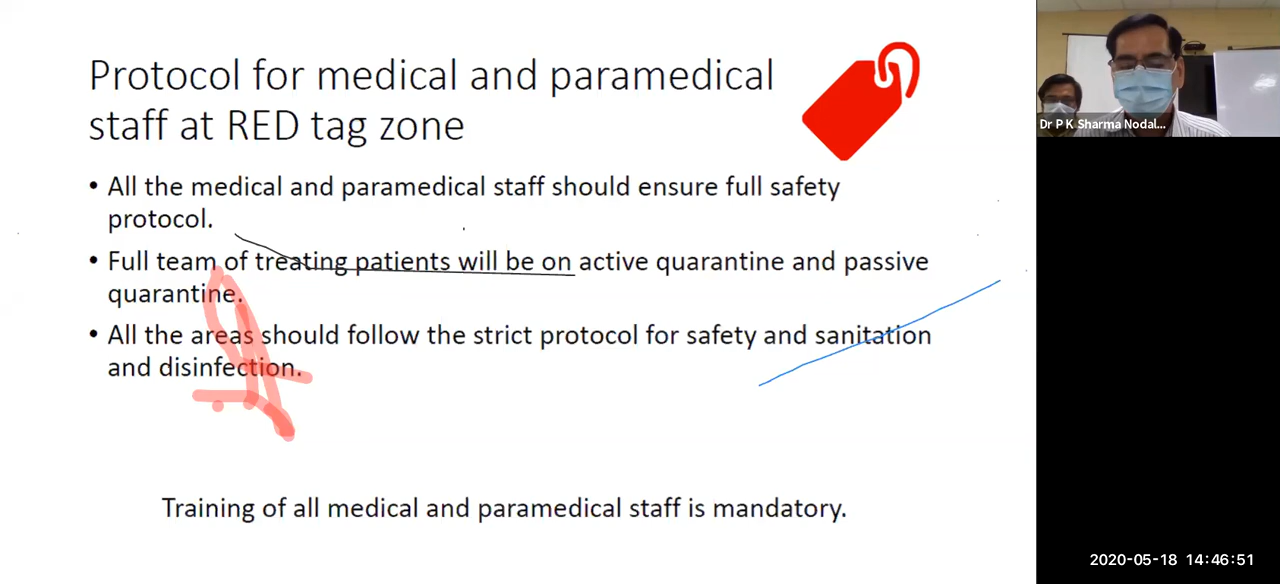 Protocol for medical and paramedical
staff at RED tag zone
• All the medical and paramedical staff should ensure full safety
protocol.
• Full team of treating patients will be on active quarantine and passive
quarantine.
• All the areas should follow the strict protocol for safety and sanitation
and disinfection.
Training of all medical and paramedical staff is mandatory.
Dr P K Sharma Nodal...
2020-05-18 14:46:51